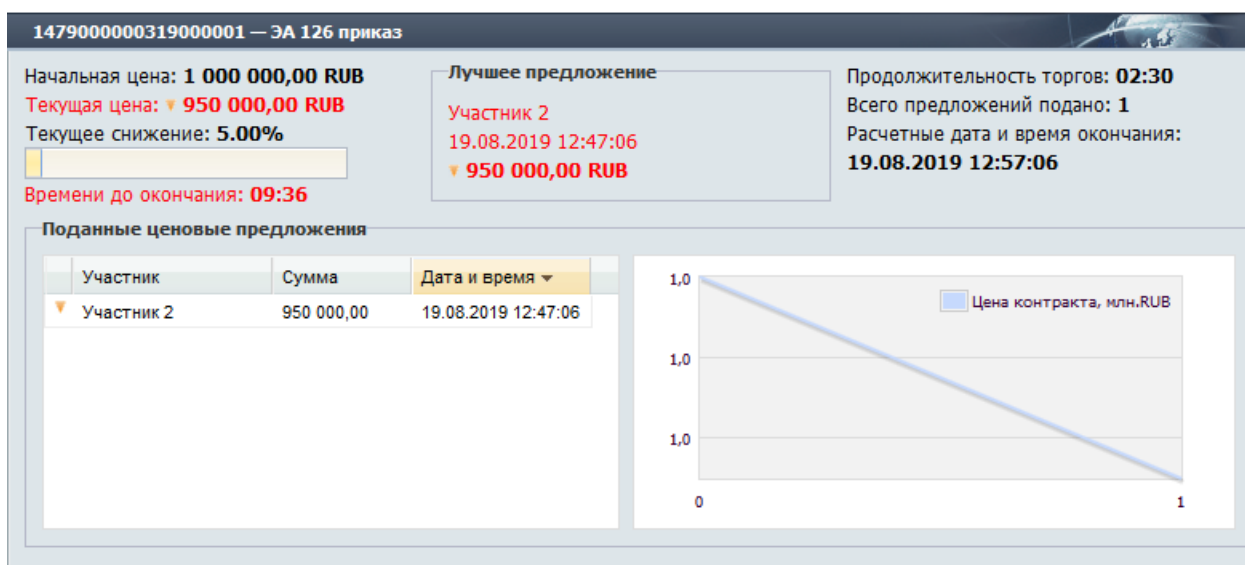 1479000000319000001 — ЭА 126 приказ
Начальная цена: 1 000 000,00 RUB
Текущая цена: 950 000,00 RUB
Текущее снижение: 5.00%
Времени до окончания: 09:36
Лучшее предложение
Участник 2
19.08.2019 12:47:06
950 000,00 RUB
Продолжительность торгов: 02:30
Всего предложений подано: 1
Расчетные дата и время окончания:
19.08.2019 12:57:06
Поданные ценовые предложения
Участник Сумма Дата и время
Участник 2 950 000,00 19.08.2019 12:47:06
1,0
Цена контракта, млн.RUB
1,0
1,0
0 1